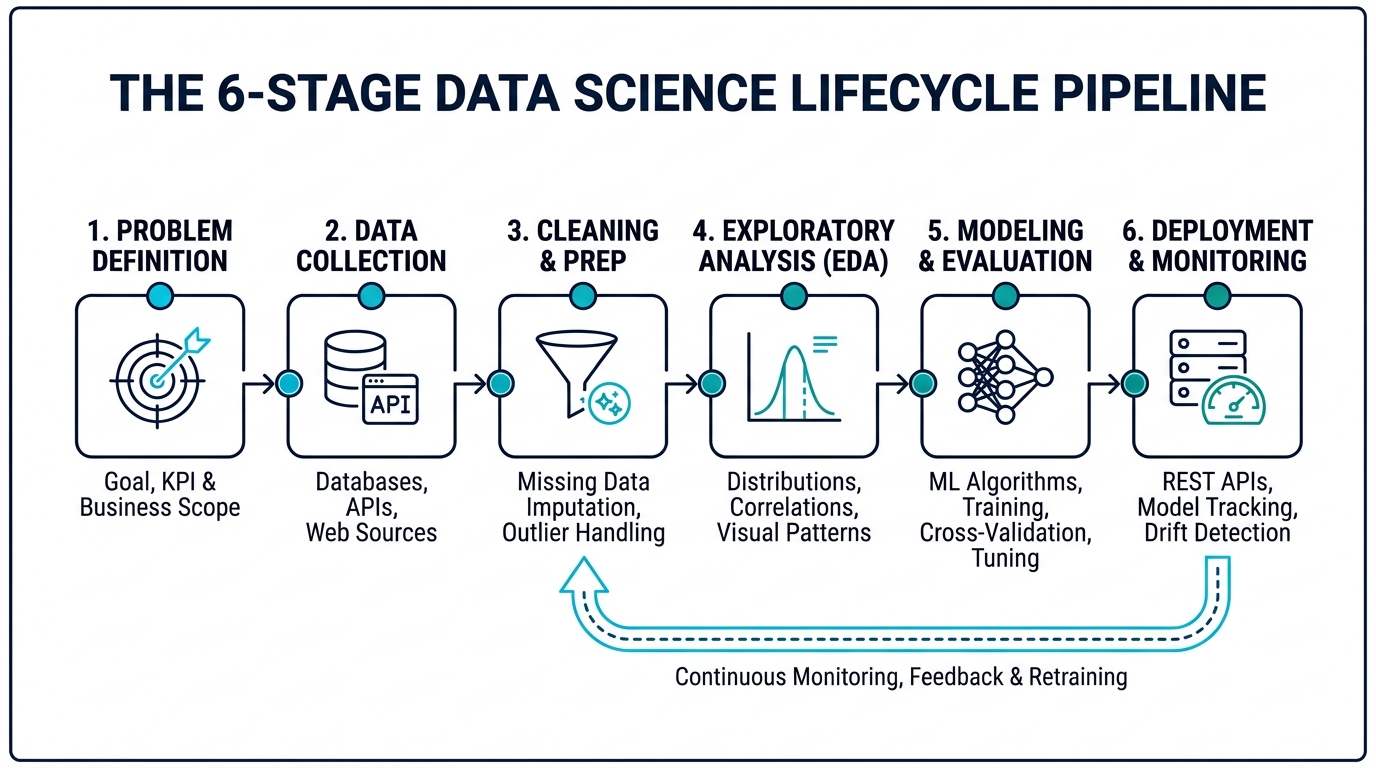 THE 6-STAGE DATA SCIENCE LIFECYCLE PIPELINE
1. PROBLEM
DEFINITION
Goal, KPI &
Business Scope
2. DATA
COLLECTION
API
Databases,
APIs,
Web Sources
3. CLEANING
& PREP
Missing Data
Imputation,
Outlier Handling
4. EXPLORATORY
ANALYSIS (EDA)
Distributions,
Correlations,
Visual Patterns
5. MODELING
& EVALUATION
ML Algorithms,
Training,
Cross-Validation,
Tuning
6. DEPLOYMENT
& MONITORING
REST APIs,
Model Tracking,
Drift Detection
Continuous Monitoring, Feedback & Retraining